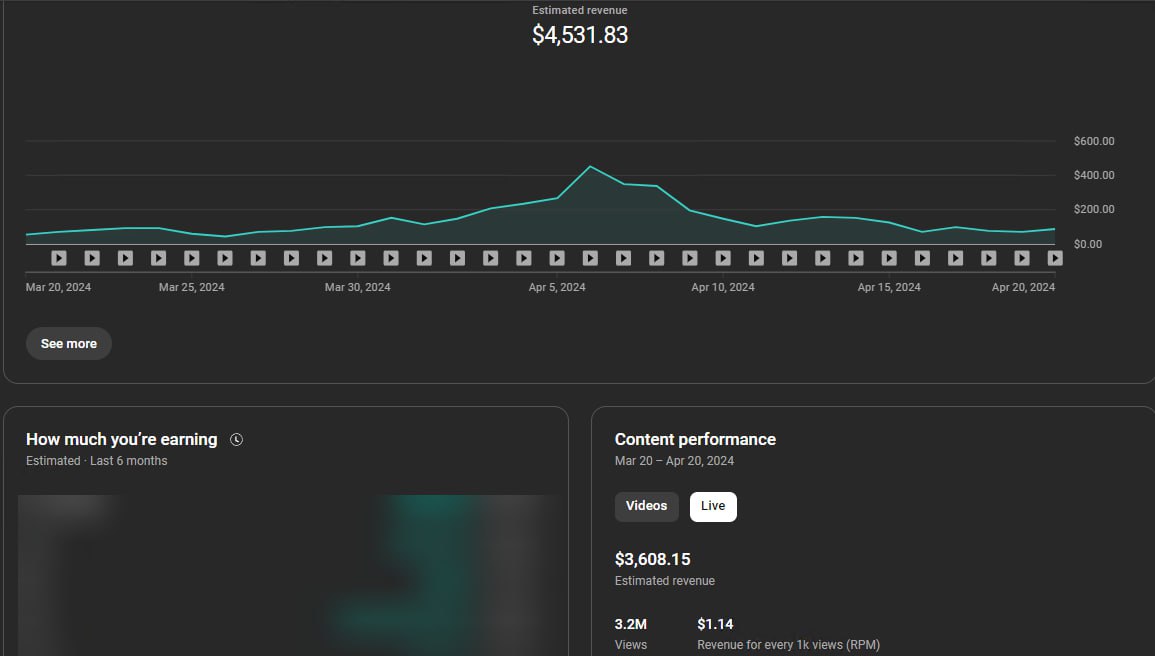 Estimated revenue
$4,531.83
$600.00
$400.00
$200.00
$0.00
Mar 20, 2024 Mar 25, 2024 Mar 30, 2024 Apr 5, 2024 Apr 10, 2024 Apr 15, 2024 Apr 20, 2024
See more
How much you’re earning
Estimated · Last 6 months
Content performance
Mar 20 – Apr 20, 2024
Videos Live
$3,608.15
Estimated revenue
3.2M $1.14
Views Revenue for every 1k views (RPM)